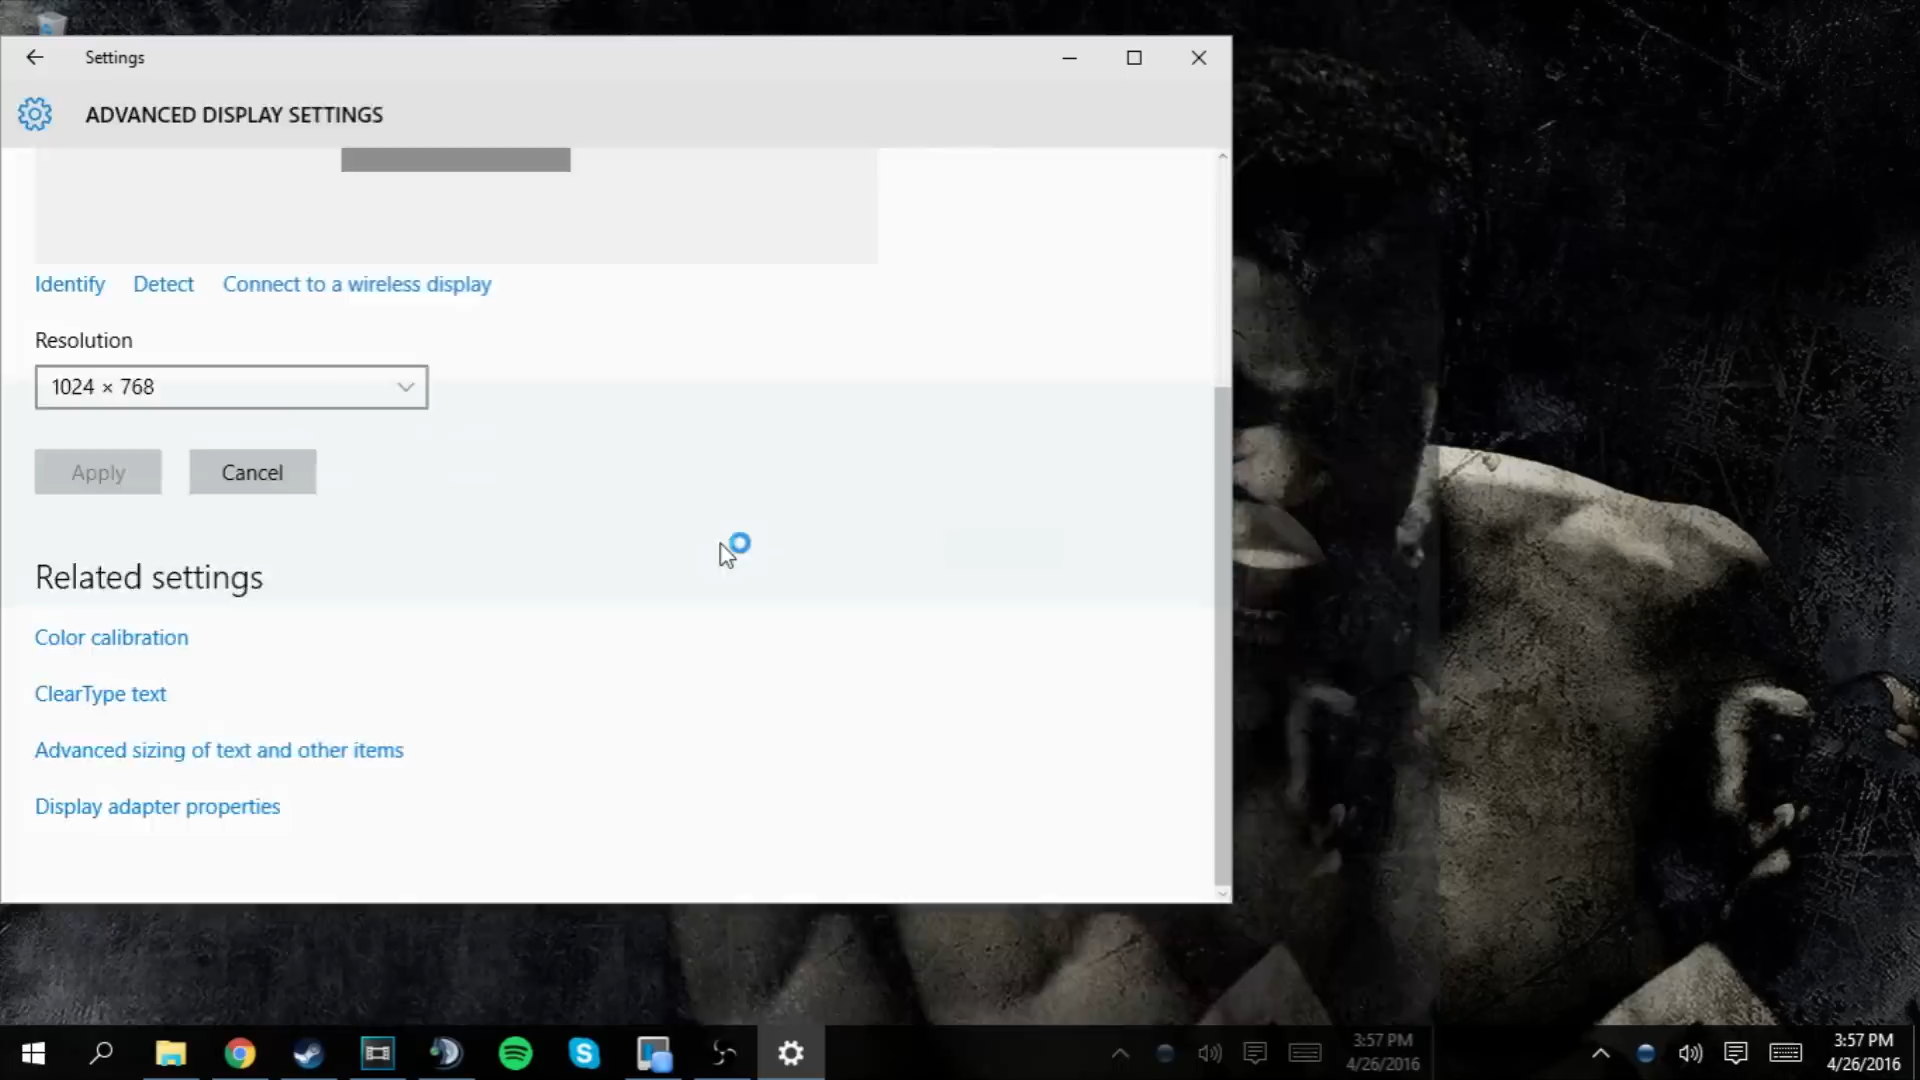 Settings
ADVANCED DISPLAY SETTINGS
Identify Detect Connect to a wireless display
Resolution
1024 × 768
Apply Cancel
Related settings
Color calibration
ClearType text
Advanced sizing of text and other items
Display adapter properties
3:57 PM
4/26/2016
3:57 PM
4/26/2016